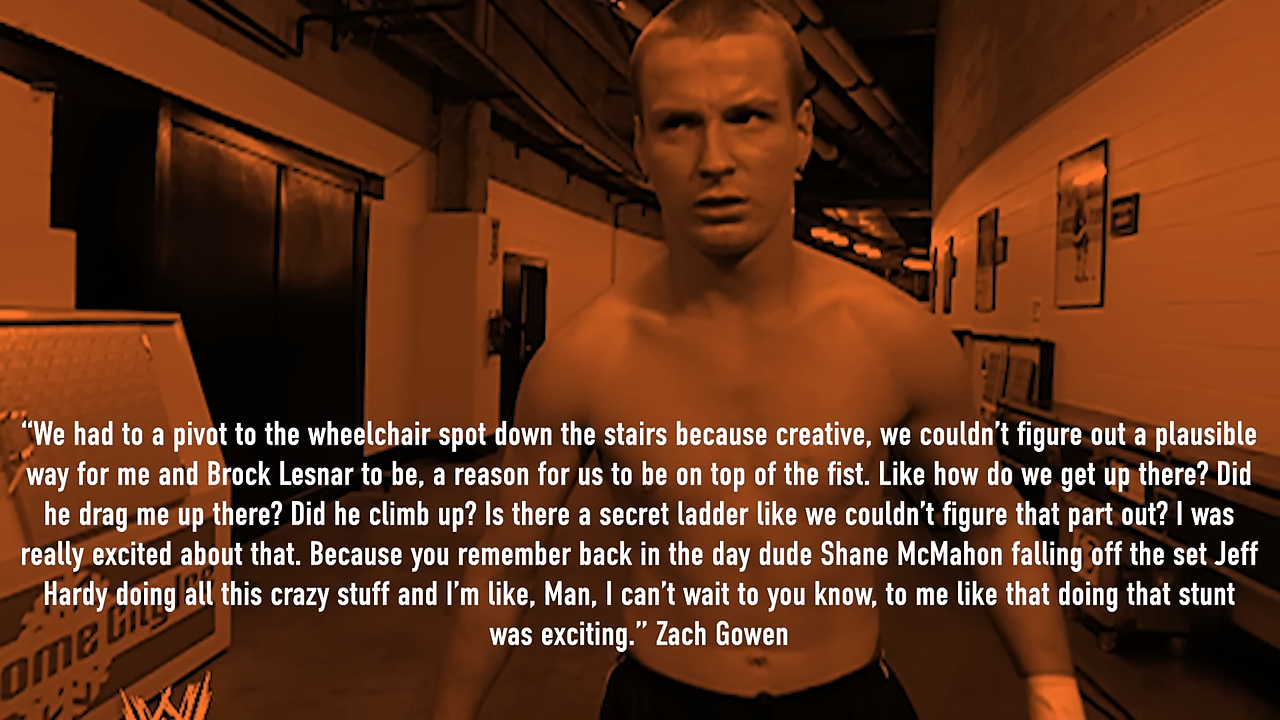 “We had to a pivot to the wheelchair spot down the stairs because creative, we couldn’t figure out a plausible
way for me and Brock Lesnar to be, a reason for us to be on top of the fist. Like how do we get up there? Did
he drag me up there? Did he climb up? Is there a secret ladder like we couldn’t figure that part out? I was
really excited about that. Because you remember back in the day dude Shane McMahon falling off the set Jeff
Hardy doing all this crazy stuff and I’m like, Man, I can’t wait to you know, to me like that doing that stunt
was exciting.” Zach Gowen
W